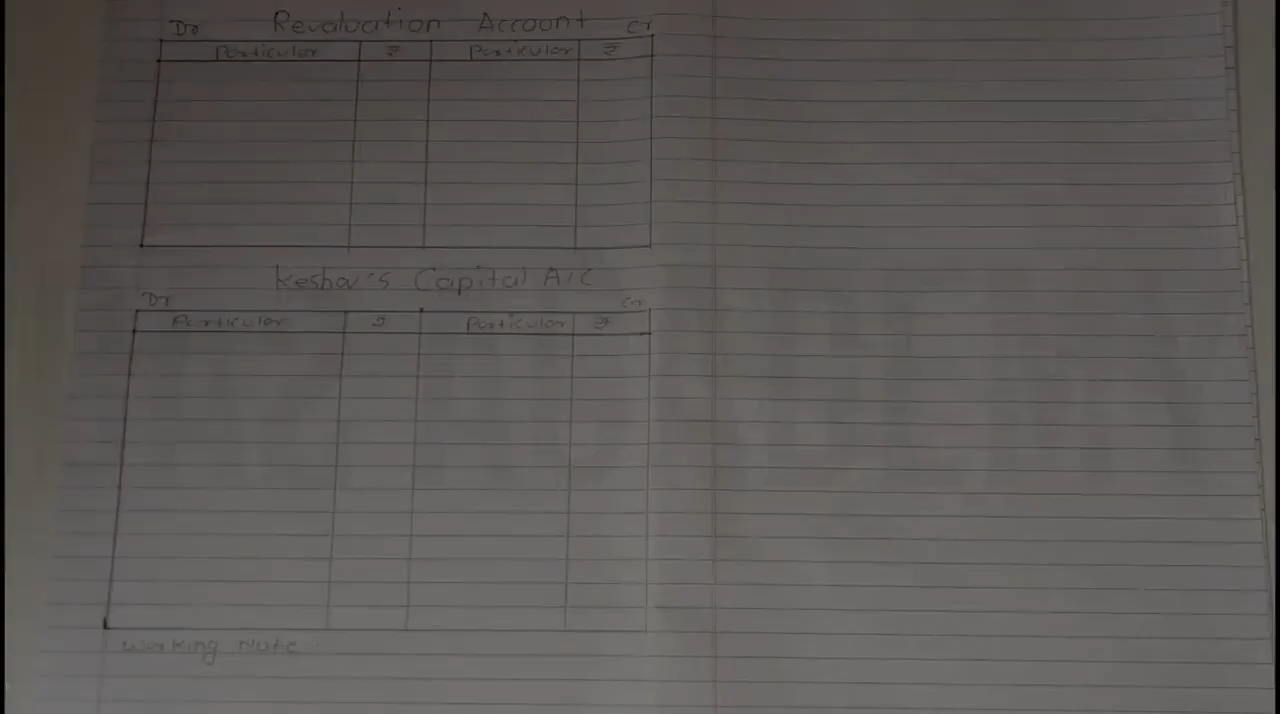 Dr Revaluation Account Cr
Particular ₹ Particular ₹
Keshav's Capital A/C
Dr Cr
Particular ₹ Particular ₹
Working Note